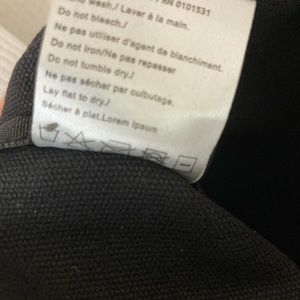 RN 0101531
and wash./ Laver à la main.
Do not bleach./
Ne pas utiliser d'agent de blanchiment.
Do not iron/Ne pas repasser
Do not tumble dry./
Ne pas sécher par culbutage.
Lay flat to dry./
Sécher à plat.Lorem Ipsum